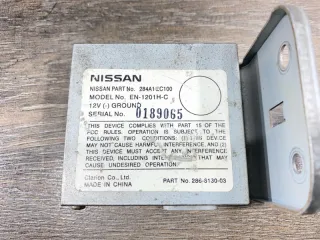 NISSAN
NISSAN PART No. 284A1 EC100
MODEL No. EN-1201H-C
12V (-) GROUND
SERIAL No. 0189065
THIS DEVICE COMPLIES WITH PART 15 OF THE
FCC RULES. OPERATION IS SUBJECT TO THE
FOLLOWING TWO CONDITIONS: (1) THIS DEVICE
MAY NOT CAUSE HARMFUL INTERFERENCE, AND (2)
THIS DEVICE MUST ACCEPT ANY INTERFERENCE
RECEIVED, INCLUDING INTERFERENCE THAT MAY
CAUSE UNDESIRED OPERATION.
Clarion Co., Ltd.
MADE IN CHINA
PART No. 286-8130-03